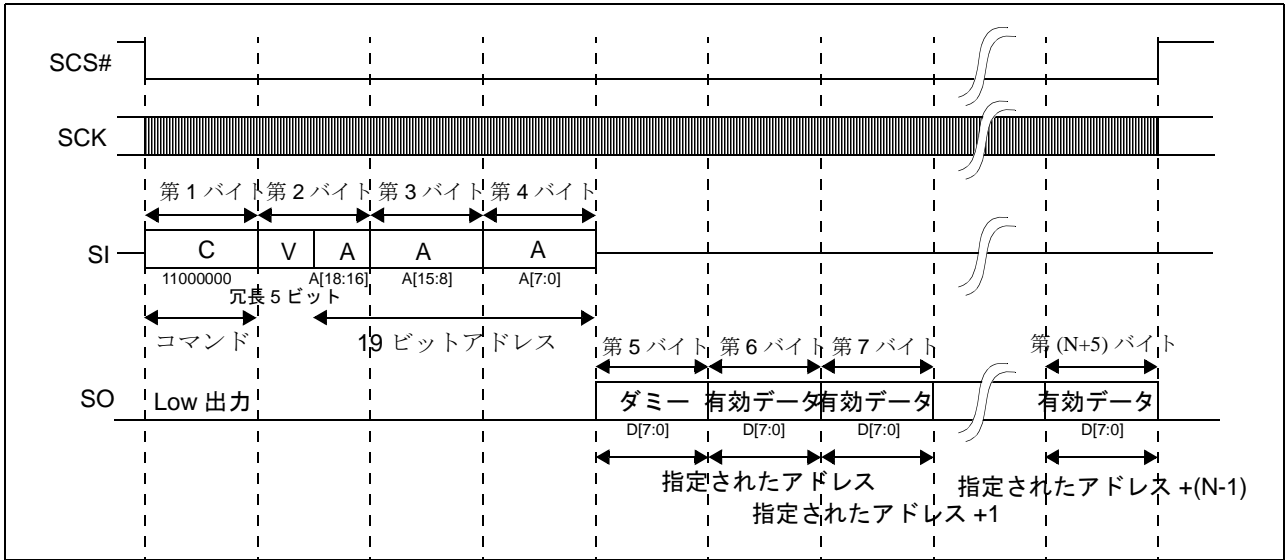 SCS#
SCK
第 1 バイト 第 2 バイト 第 3 バイト 第 4 バイト
SI C V A A A
11000000 A[18:16] A[15:8] A[7:0]
冗長 5 ビット
コマンド 19 ビットアドレス
第 5 バイト 第 6 バイト 第 7 バイト 第 (N+5) バイト
SO Low 出力 ダミー 有効データ 有効データ 有効データ
D[7:0] D[7:0] D[7:0] D[7:0]
指定されたアドレス 指定されたアドレス +(N-1)
指定されたアドレス +1